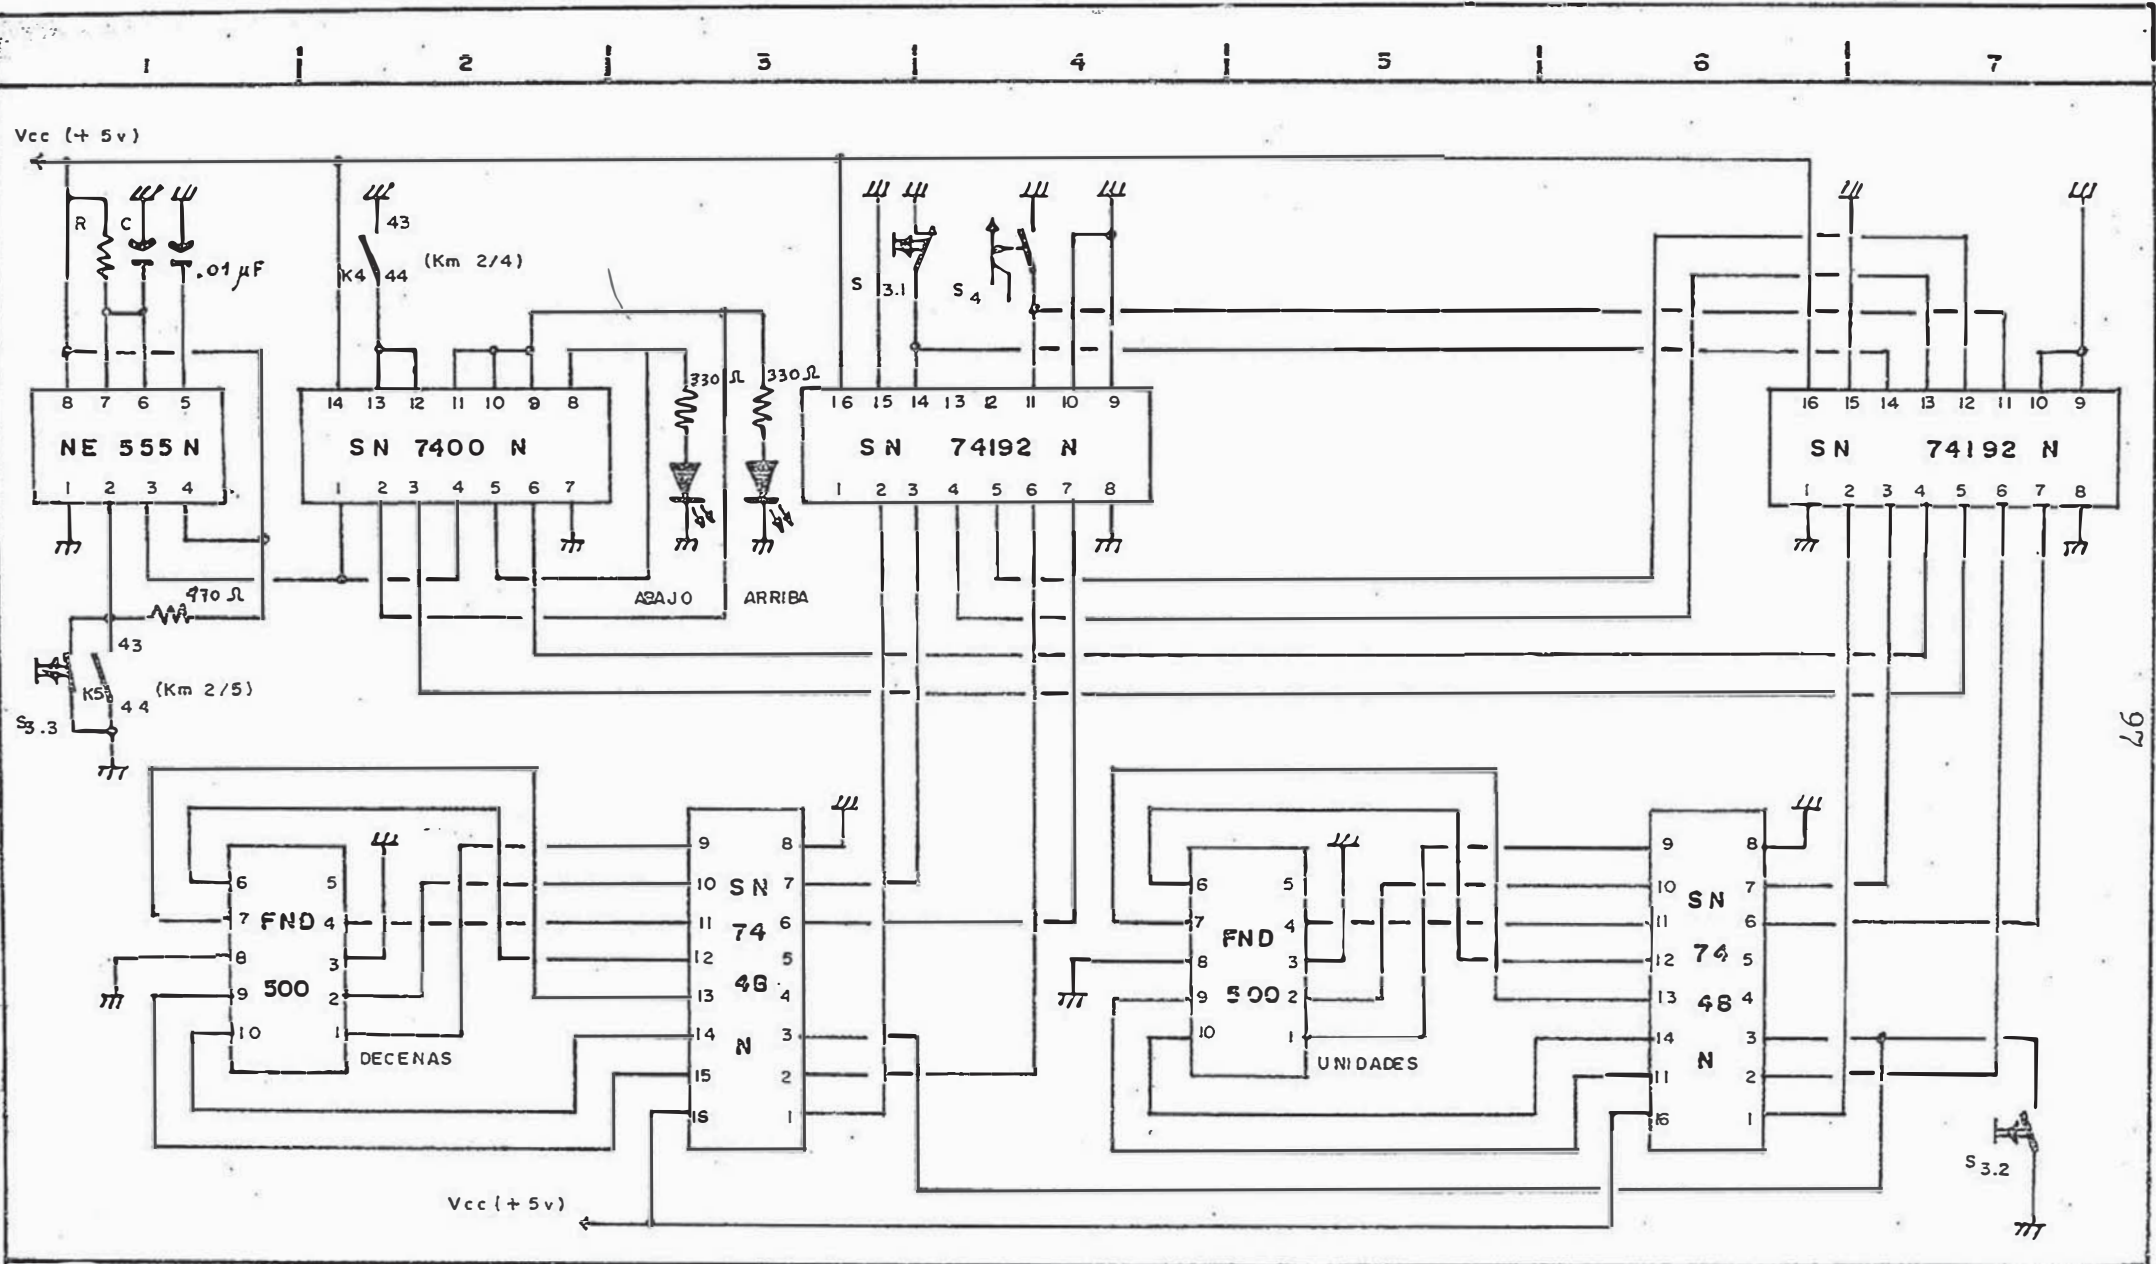 1 2 3 4 5 6 7
Vcc (+ 5v)
R C .01 µF
43
K4 44 (Km 2/4)
S 3.1 S 4
330 Ω 330 Ω
8 7 6 5
NE 555 N
1 2 3 4
14 13 12 11 10 9 8
SN 7400 N
1 2 3 4 5 6 7
16 15 14 13 12 11 10 9
SN 74192 N
1 2 3 4 5 6 7 8
16 15 14 13 12 11 10 9
SN 74192 N
1 2 3 4 5 6 7 8
ABAJO ARRIBA
43
K5 (Km 2/5)
44
S3.3
97
6 5
7 FND 4
8 3
9 500 2
10 1
DECENAS
9 8
10 SN 7
11 74 6
12 5
13 48 4
14 N 3
15 2
16 1
6 5
7 FND 4
8 3
9 500 2
10 1
UNIDADES
9 8
10 SN 7
11 6
12 74 5
13 48 4
14 3
11 N 2
16 1
S 3.2
Vcc (+ 5v)